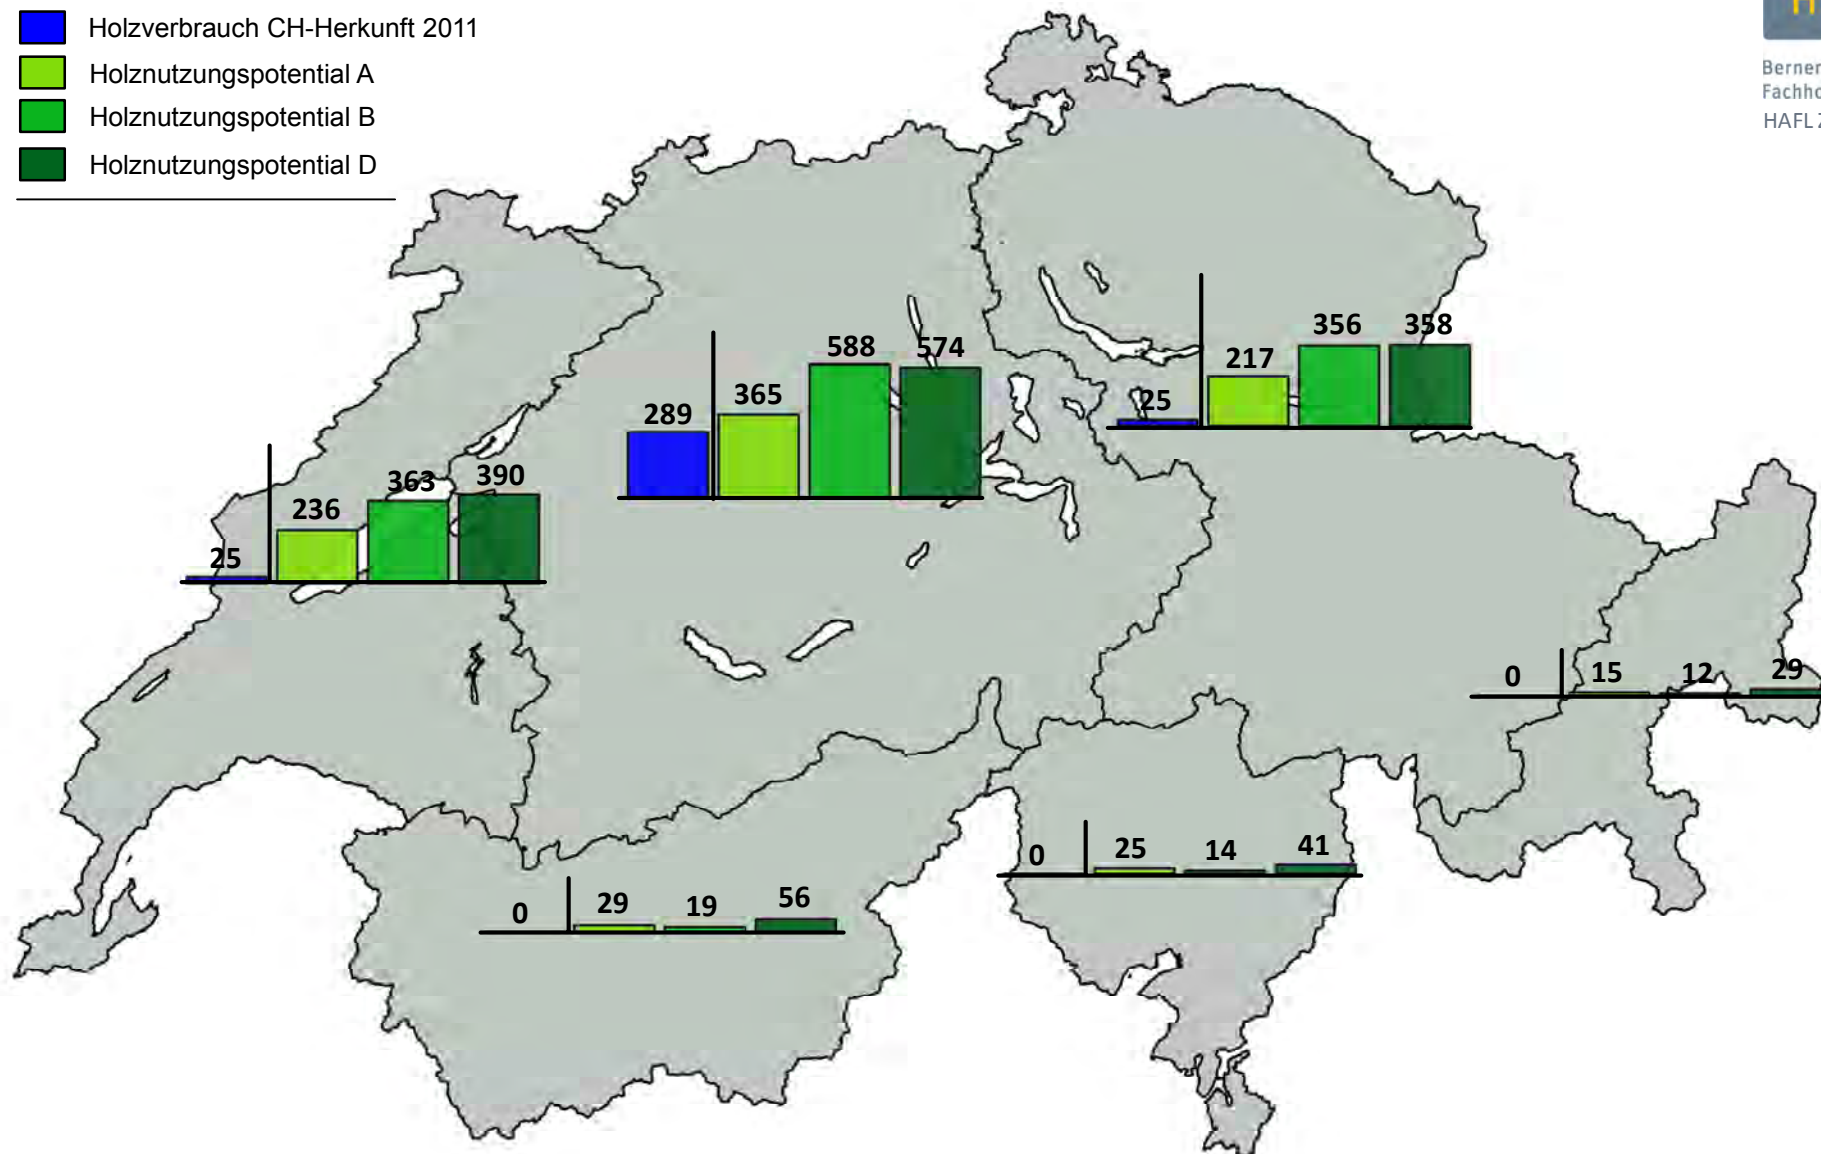 Holzverbrauch CH-Herkunft 2011
Holznutzungspotential A
Holznutzungspotential B
Holznutzungspotential D
H
Berner
Fachho
HAFL Z
289 365 588 574
25 217 356 358
25 236 363 390
0 15 12 29
0 25 14 41
0 29 19 56